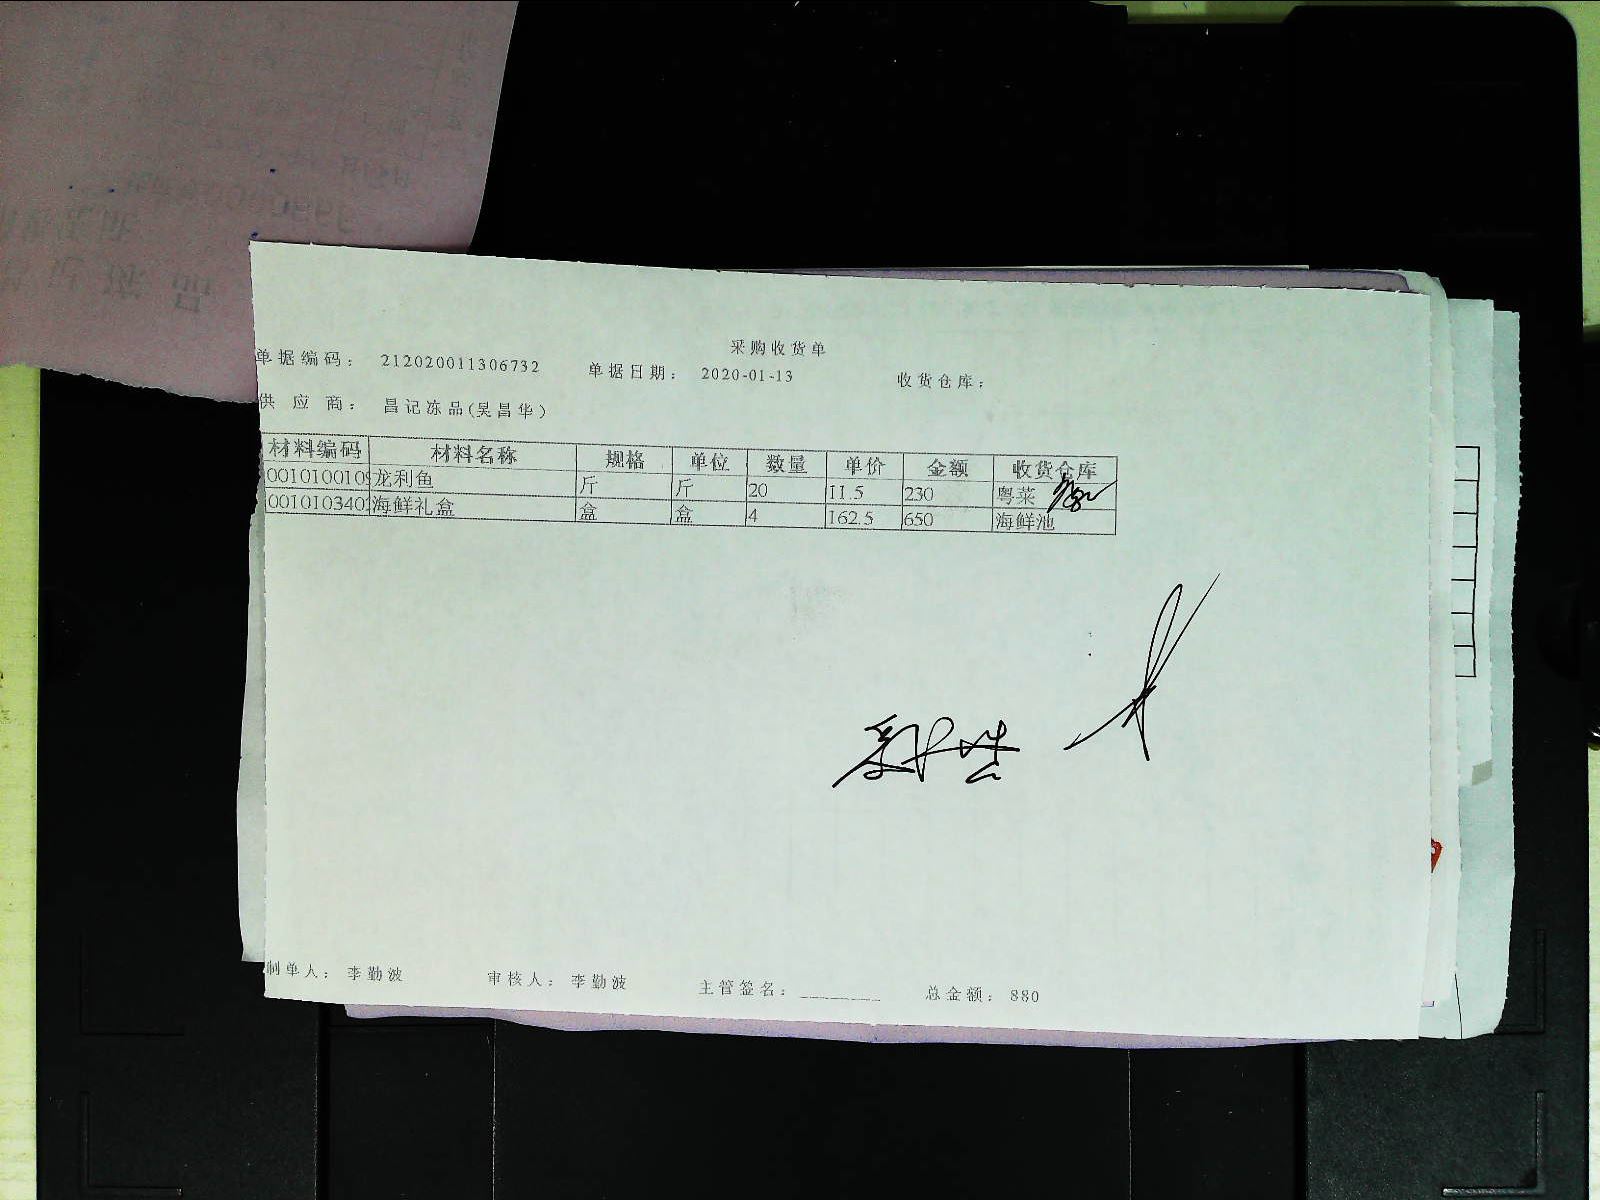 采购收货单
单据编码： 212020011306732 单据日期： 2020-01-13 收货仓库：
供 应 商： 昌记冻品(吴昌华)
材料编码 材料名称 规格 单位 数量 单价 金额 收货仓库
0010100109 龙利鱼 斤 斤 20 11.5 230 粤菜
001010340 海鲜礼盒 盒 盒 4 162.5 650 海鲜池
制单人： 李勤波 审核人： 李勤波 主管签名： ________ 总金额： 880